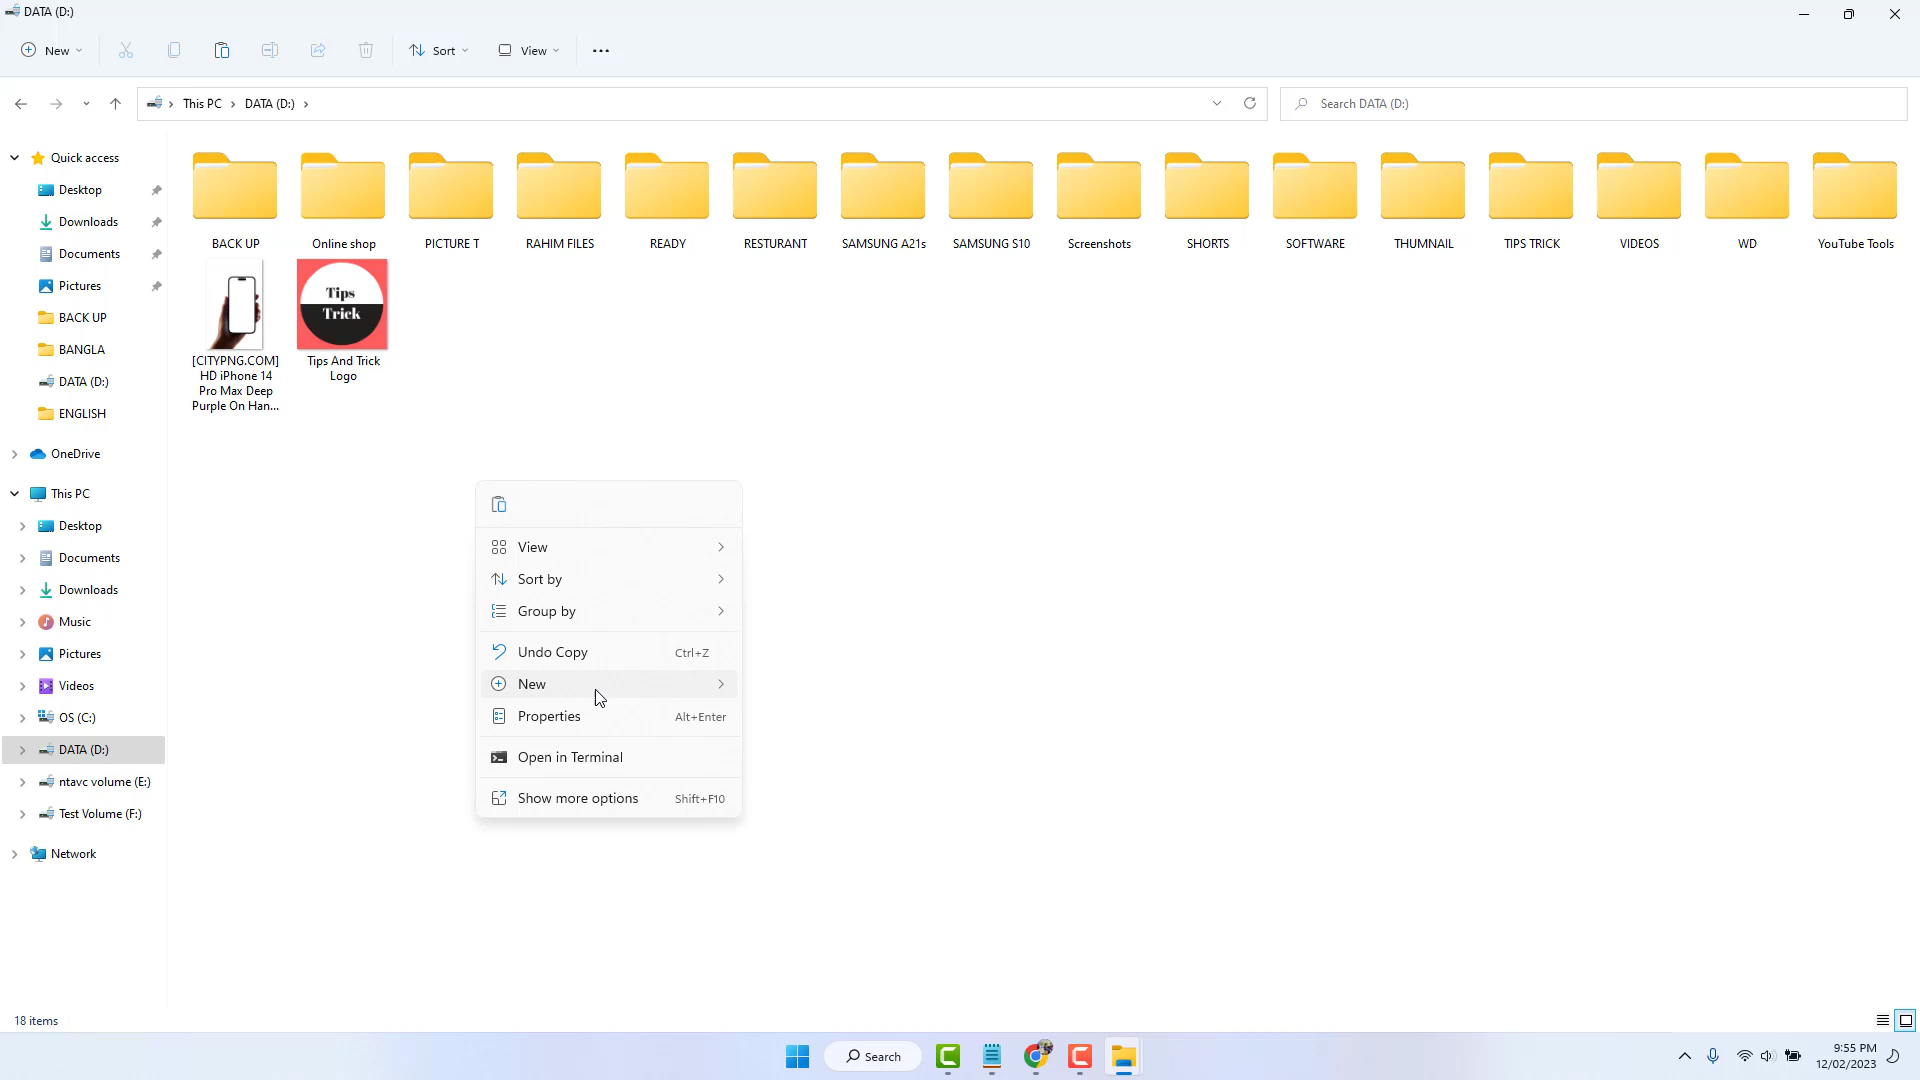 DATA (D:)
New
Sort
View
This PC
DATA (D:)
Search DATA (D:)
Quick access
Desktop
Downloads
Documents
Pictures
BACK UP
BANGLA
DATA (D:)
ENGLISH
OneDrive
This PC
Desktop
Documents
Downloads
Music
Pictures
Videos
OS (C:)
DATA (D:)
ntavc volume (E:)
Test Volume (F:)
Network
BACK UP
Online shop
PICTURE T
RAHIM FILES
READY
RESTURANT
SAMSUNG A21s
SAMSUNG S10
Screenshots
SHORTS
SOFTWARE
THUMNAIL
TIPS TRICK
VIDEOS
WD
YouTube Tools
[CITYPNG.COM]
HD iPhone 14
Pro Max Deep
Purple On Han...
Tips
Trick
Tips And Trick
Logo
View
Sort by
Group by
Undo Copy Ctrl+Z
New
Properties Alt+Enter
Open in Terminal
Show more options Shift+F10
18 items
Search
9:55 PM
12/02/2023